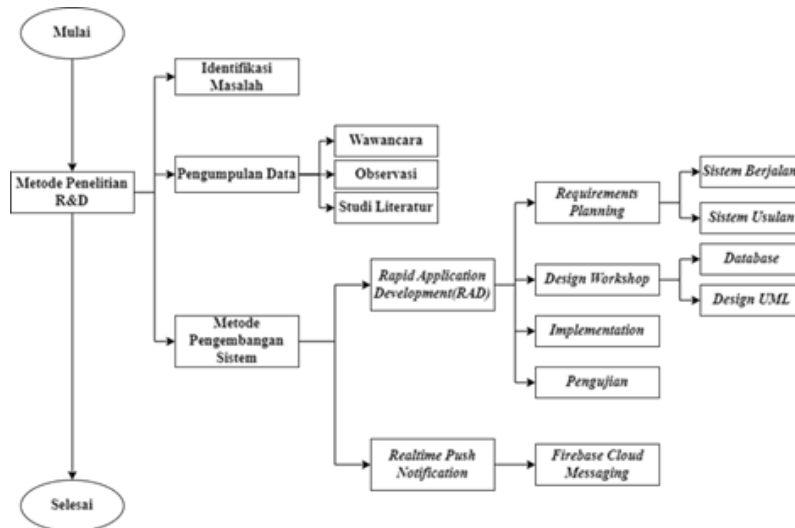 Mulai
Identifikasi
Masalah
Metode Penelitian
R&D
Pengumpulan Data
Wawancara
Observasi
Studi Literatur
Metode
Pengembangan
Sistem
Rapid Application
Development(RAD)
Requirements
Planning
Sistem Berjalan
Sistem Usulan
Design Workshop
Database
Design UML
Implementation
Pengujian
Realtime Push
Notification
Firebase Cloud
Messaging
Selesai